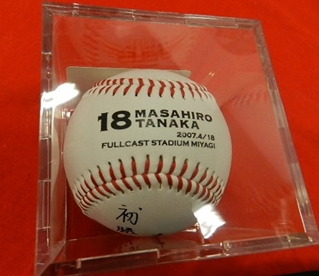 18 MASAHIRO
TANAKA
2007.4/18
FULLCAST STADIUM MIYAGI
初